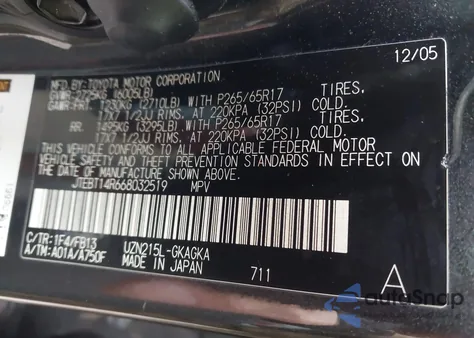 12/05
MFD.BY:TOYOTA MOTOR CORPORATION
GVWR 2725KG (6005LB)
GAWR:FRT. 1230KG (2710LB) WITH P265/65R17 TIRES.
17X7 1/2JJ RIMS. AT 220KPA (32PSI) COLD.
RR. 1495KG (3295LB) WITH P265/65R17 TIRES.
17X7 1/2JJ RIMS. AT 220KPA (32PSI) COLD.
THIS VEHICLE CONFORMS TO ALL APPLICABLE FEDERAL MOTOR
VEHICLE SAFETY AND THEFT PREVENTION STANDARDS IN EFFECT ON
THE DATE OF MANUFACTURE SHOWN ABOVE.
JTEBT14R668032519 MPV
C/TR:1F4/FB13 UZN215L-GKAGKA
A/TM:A01A/A750F MADE IN JAPAN 711
A
autoSnap